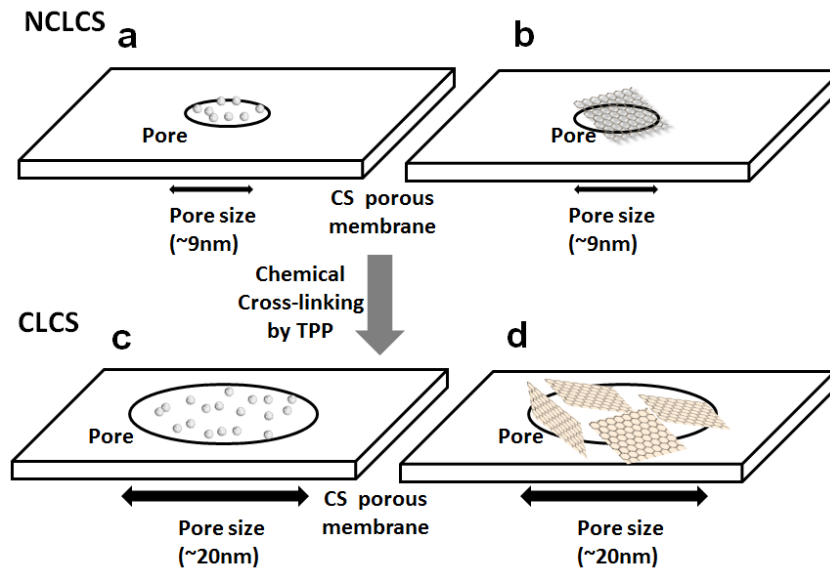 NCLCS
a
b
Pore
Pore
Pore size
(~9nm)
CS porous
membrane
Pore size
(~9nm)
Chemical
Cross-linking
by TPP
CLCS
c
d
Pore
Pore
Pore size
(~20nm)
CS porous
membrane
Pore size
(~20nm)